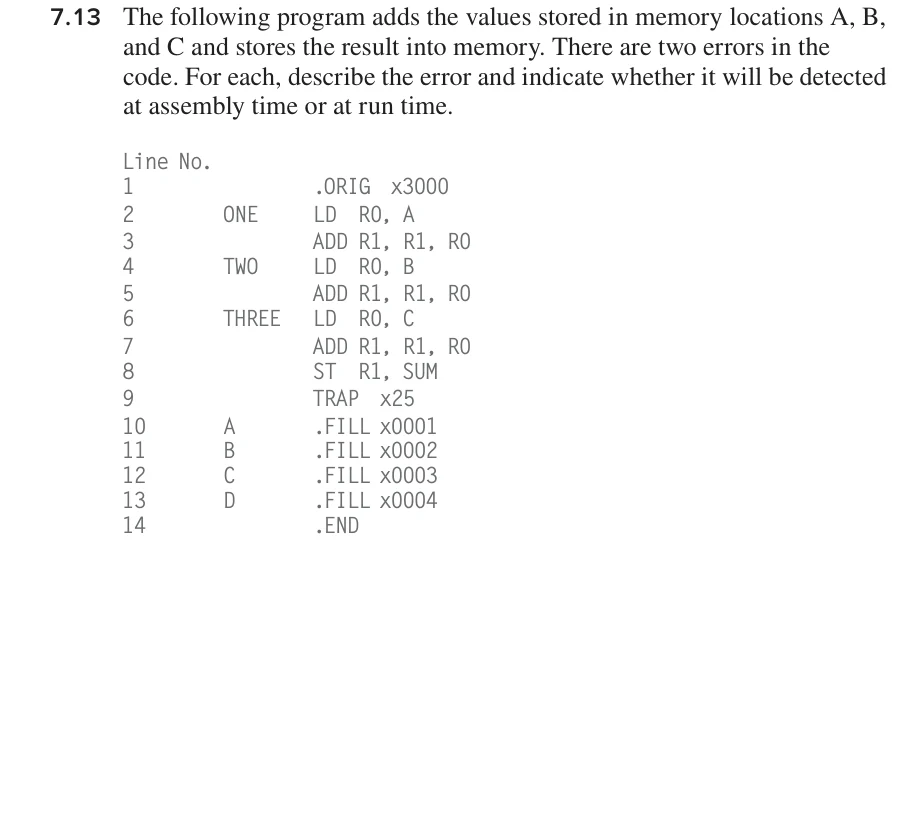 7.13 The following program adds the values stored in memory locations A, B,
and C and stores the result into memory. There are two errors in the
code. For each, describe the error and indicate whether it will be detected
at assembly time or at run time.
Line No.
1 .ORIG x3000
2 ONE LD R0, A
3 ADD R1, R1, R0
4 TWO LD R0, B
5 ADD R1, R1, R0
6 THREE LD R0, C
7 ADD R1, R1, R0
8 ST R1, SUM
9 TRAP x25
10 A .FILL x0001
11 B .FILL x0002
12 C .FILL x0003
13 D .FILL x0004
14 .END